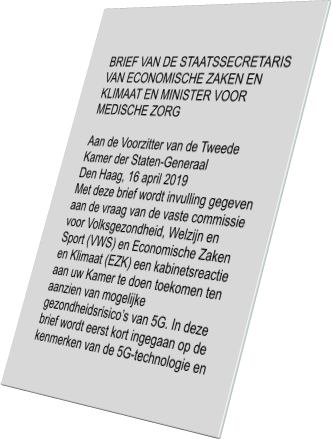 BRIEF VAN DE STAATSSECRETARIS
VAN ECONOMISCHE ZAKEN EN
KLIMAAT EN MINISTER VOOR
MEDISCHE ZORG
Aan de Voorzitter van de Tweede
Kamer der Staten-Generaal
Den Haag, 16 april 2019
Met deze brief wordt invulling gegeven
aan de vraag van de vaste commissie
voor Volksgezondheid, Welzijn en
Sport (VWS) en Economische Zaken
en Klimaat (EZK) een kabinetsreactie
aan uw Kamer te doen toekomen ten
aanzien van mogelijke
gezondheidsrisico's van 5G. In deze
brief wordt eerst kort ingegaan op de
kenmerken van de 5G-technologie en